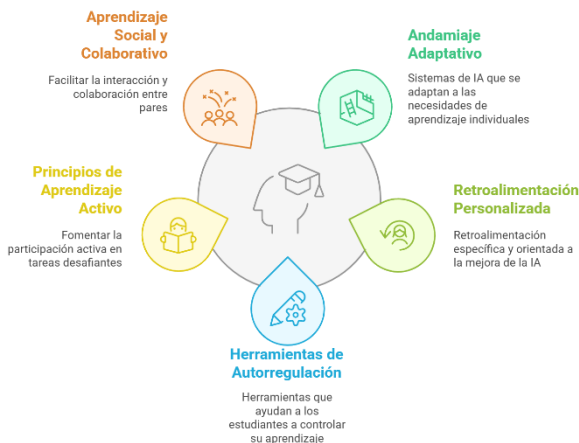 Aprendizaje
Social y
Colaborativo
Facilitar la interacción y
colaboración entre
pares
Andamiaje
Adaptativo
Sistemas de IA que se
adaptan a las
necesidades de
aprendizaje individuales
Principios de
Aprendizaje
Activo
Fomentar la
participación activa en
tareas desafiantes
Retroalimentación
Personalizada
Retroalimentación
específica y orientada a
la mejora de la IA
Herramientas de
Autorregulación
Herramientas que
ayudan a los
estudiantes a controlar
su aprendizaje